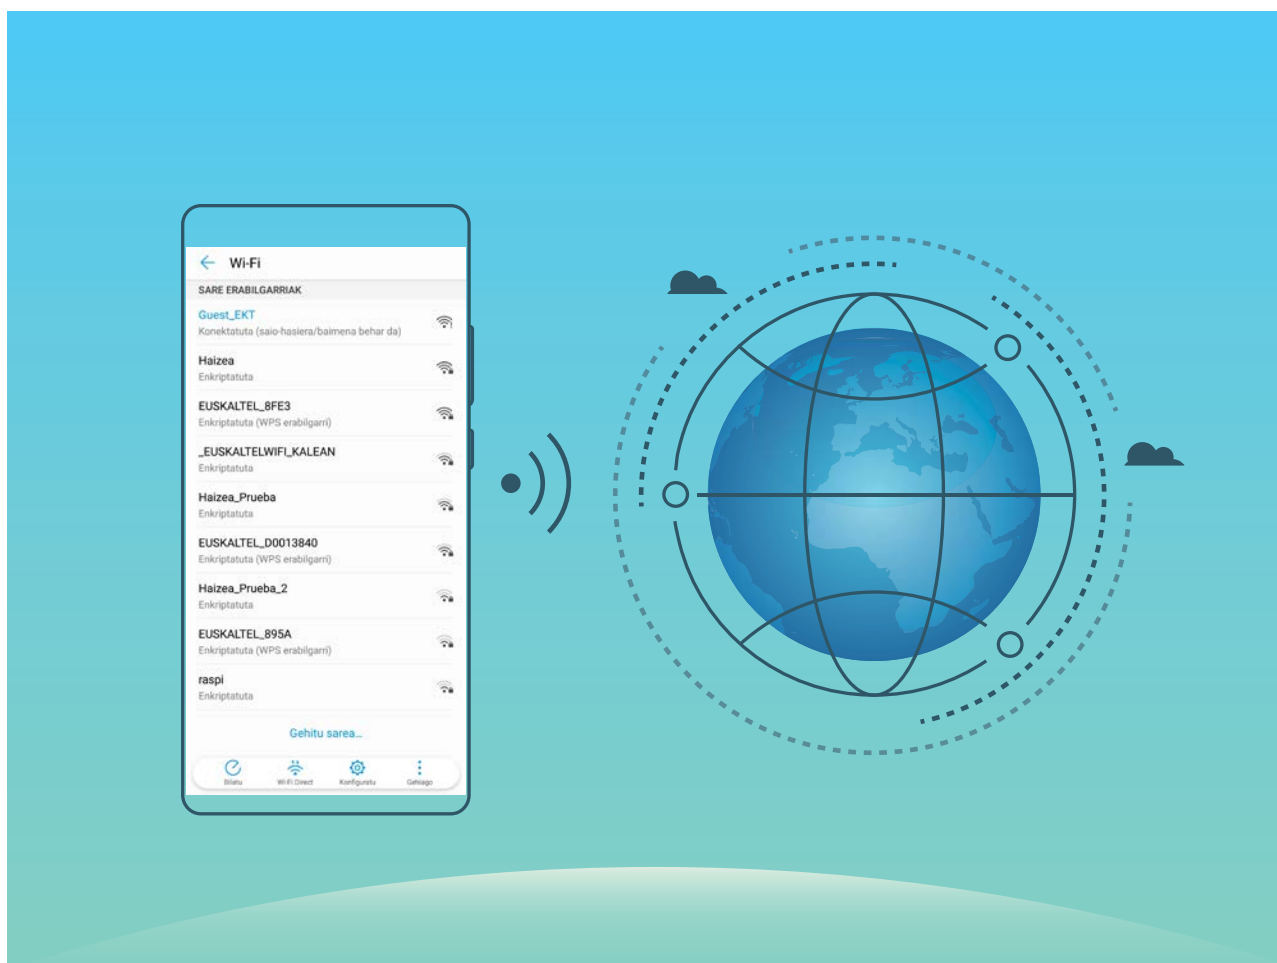 Wi-Fi
SARE ERABILGARRIAK
Guest_EKT
Konektatuta (saio-hasiera/baimena behar da)
Haizea
Enkriptatuta
EUSKALTEL_8FE3
Enkriptatuta (WPS erabilgarri)
_EUSKALTELWIFI_KALEAN
Enkriptatuta
Haizea_Prueba
Enkriptatuta
EUSKALTEL_D0013840
Enkriptatuta (WPS erabilgarri)
Haizea_Prueba_2
Enkriptatuta
EUSKALTEL_895A
Enkriptatuta (WPS erabilgarri)
raspi
Enkriptatuta
Gehitu sarea...
Bilatu Wi-Fi Direct Konfiguratu Gehiago